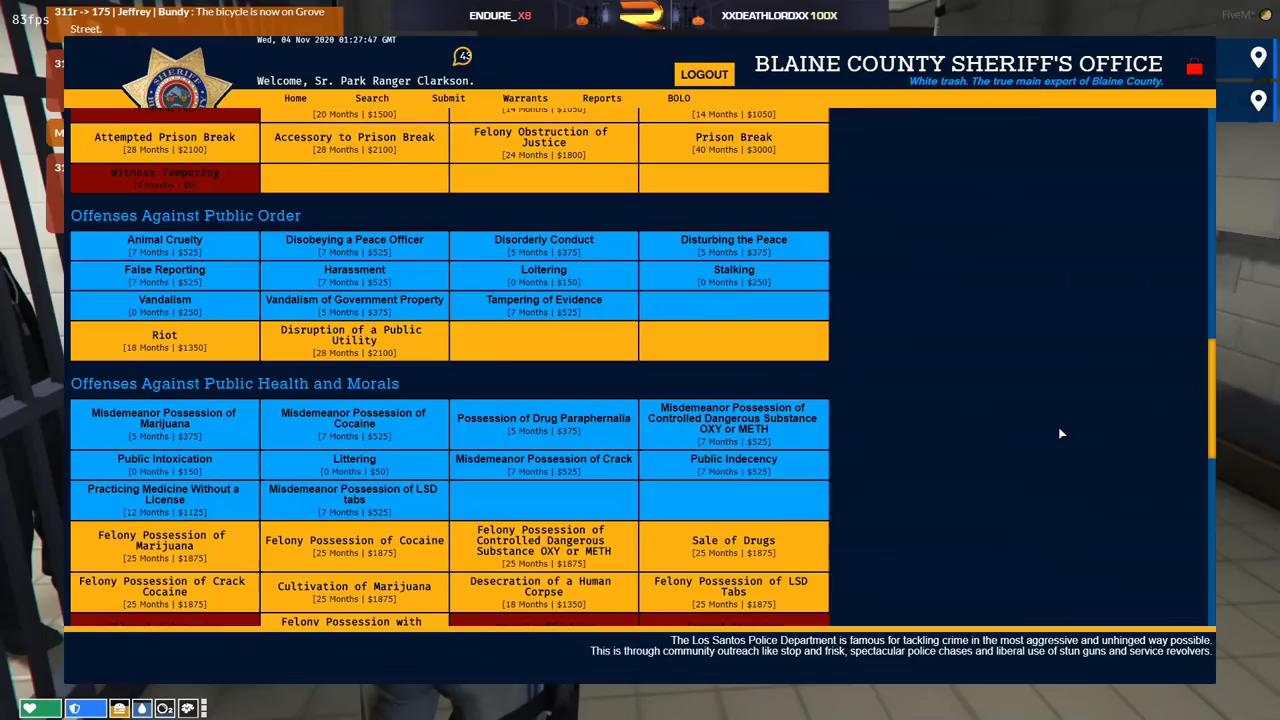 83fps
311r -> 175 | Jeffrey | Bundy : The bicycle is now on Grove
Street.
ENDURE_X8
XXDEATHLORDXX 100X
FiveM
Wed, 04 Nov 2020 01:27:47 GMT
43
Welcome, Sr. Park Ranger Clarkson.
LOGOUT
BLAINE COUNTY SHERIFF'S OFFICE
White trash. The true main export of Blaine County.
SHERIFF
Home Search Submit Warrants Reports BOLO
[20 Months | $1500] [14 Months | $1050] [14 Months | $1050]
Attempted Prison Break
[28 Months | $2100]
Accessory to Prison Break
[28 Months | $2100]
Felony Obstruction of
Justice
[24 Months | $1800]
Prison Break
[40 Months | $3000]
Witness Tampering
[0 Months | $0]
Offenses Against Public Order
Animal Cruelty
[7 Months | $525]
Disobeying a Peace Officer
[7 Months | $525]
Disorderly Conduct
[5 Months | $375]
Disturbing the Peace
[5 Months | $375]
False Reporting
[7 Months | $525]
Harassment
[7 Months | $525]
Loitering
[0 Months | $150]
Stalking
[0 Months | $250]
Vandalism
[0 Months | $250]
Vandalism of Government Property
[5 Months | $375]
Tampering of Evidence
[7 Months | $525]
Riot
[18 Months | $1350]
Disruption of a Public
Utility
[28 Months | $2100]
Offenses Against Public Health and Morals
Misdemeanor Possession of
Marijuana
[5 Months | $375]
Misdemeanor Possession of
Cocaine
[7 Months | $525]
Possession of Drug Paraphernalia
[5 Months | $375]
Misdemeanor Possession of
Controlled Dangerous Substance
OXY or METH
[7 Months | $525]
Public Intoxication
[0 Months | $150]
Littering
[0 Months | $50]
Misdemeanor Possession of Crack
[7 Months | $525]
Public Indecency
[7 Months | $525]
Practicing Medicine Without a
License
[12 Months | $1125]
Misdemeanor Possession of LSD
tabs
[7 Months | $525]
Felony Possession of
Marijuana
[25 Months | $1875]
Felony Possession of Cocaine
[25 Months | $1875]
Felony Possession of
Controlled Dangerous
Substance OXY or METH
[25 Months | $1875]
Sale of Drugs
[25 Months | $1875]
Felony Possession of Crack
Cocaine
[25 Months | $1875]
Cultivation of Marijuana
[25 Months | $1875]
Desecration of a Human
Corpse
[18 Months | $1350]
Felony Possession of LSD
Tabs
[25 Months | $1875]
Felony Possession with
The Los Santos Police Department is famous for tackling crime in the most aggressive and unhinged way possible.
This is through community outreach like stop and frisk, spectacular police chases and liberal use of stun guns and service revolvers.
O2